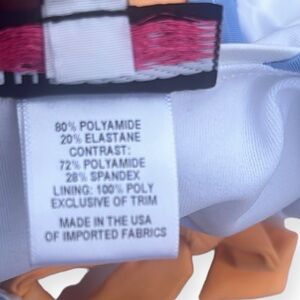 80% POLYAMIDE
20% ELASTANE
CONTRAST:
72% POLYAMIDE
28% SPANDEX
LINING: 100% POLY
EXCLUSIVE OF TRIM
MADE IN THE USA
OF IMPORTED FABRICS